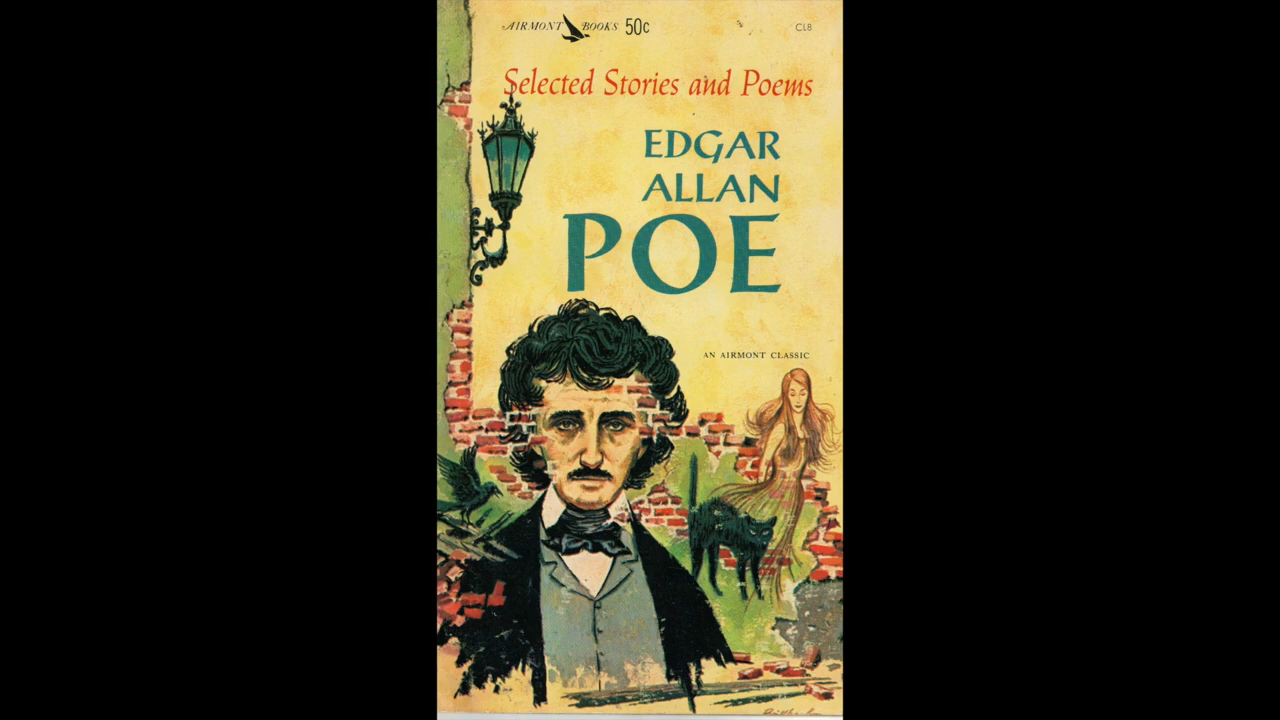 AIRMONT BOOKS 50c
CL8
Selected Stories and Poems
EDGAR
ALLAN
POE
AN AIRMONT CLASSIC